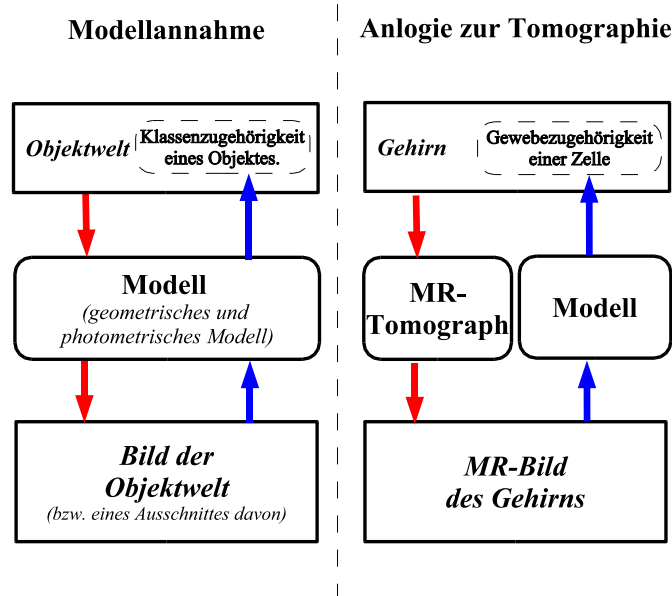 Modellannahme
Objektwelt
Klassenzugehörigkeit
eines Objektes.
Modell
(geometrisches und
photometrisches Modell)
Bild der
Objektwelt
(bzw. eines Ausschnittes davon)
Anlogie zur Tomographie
Gehirn
Gewebezugehörigkeit
einer Zelle
MR-
Tomograph
Modell
MR-Bild
des Gehirns